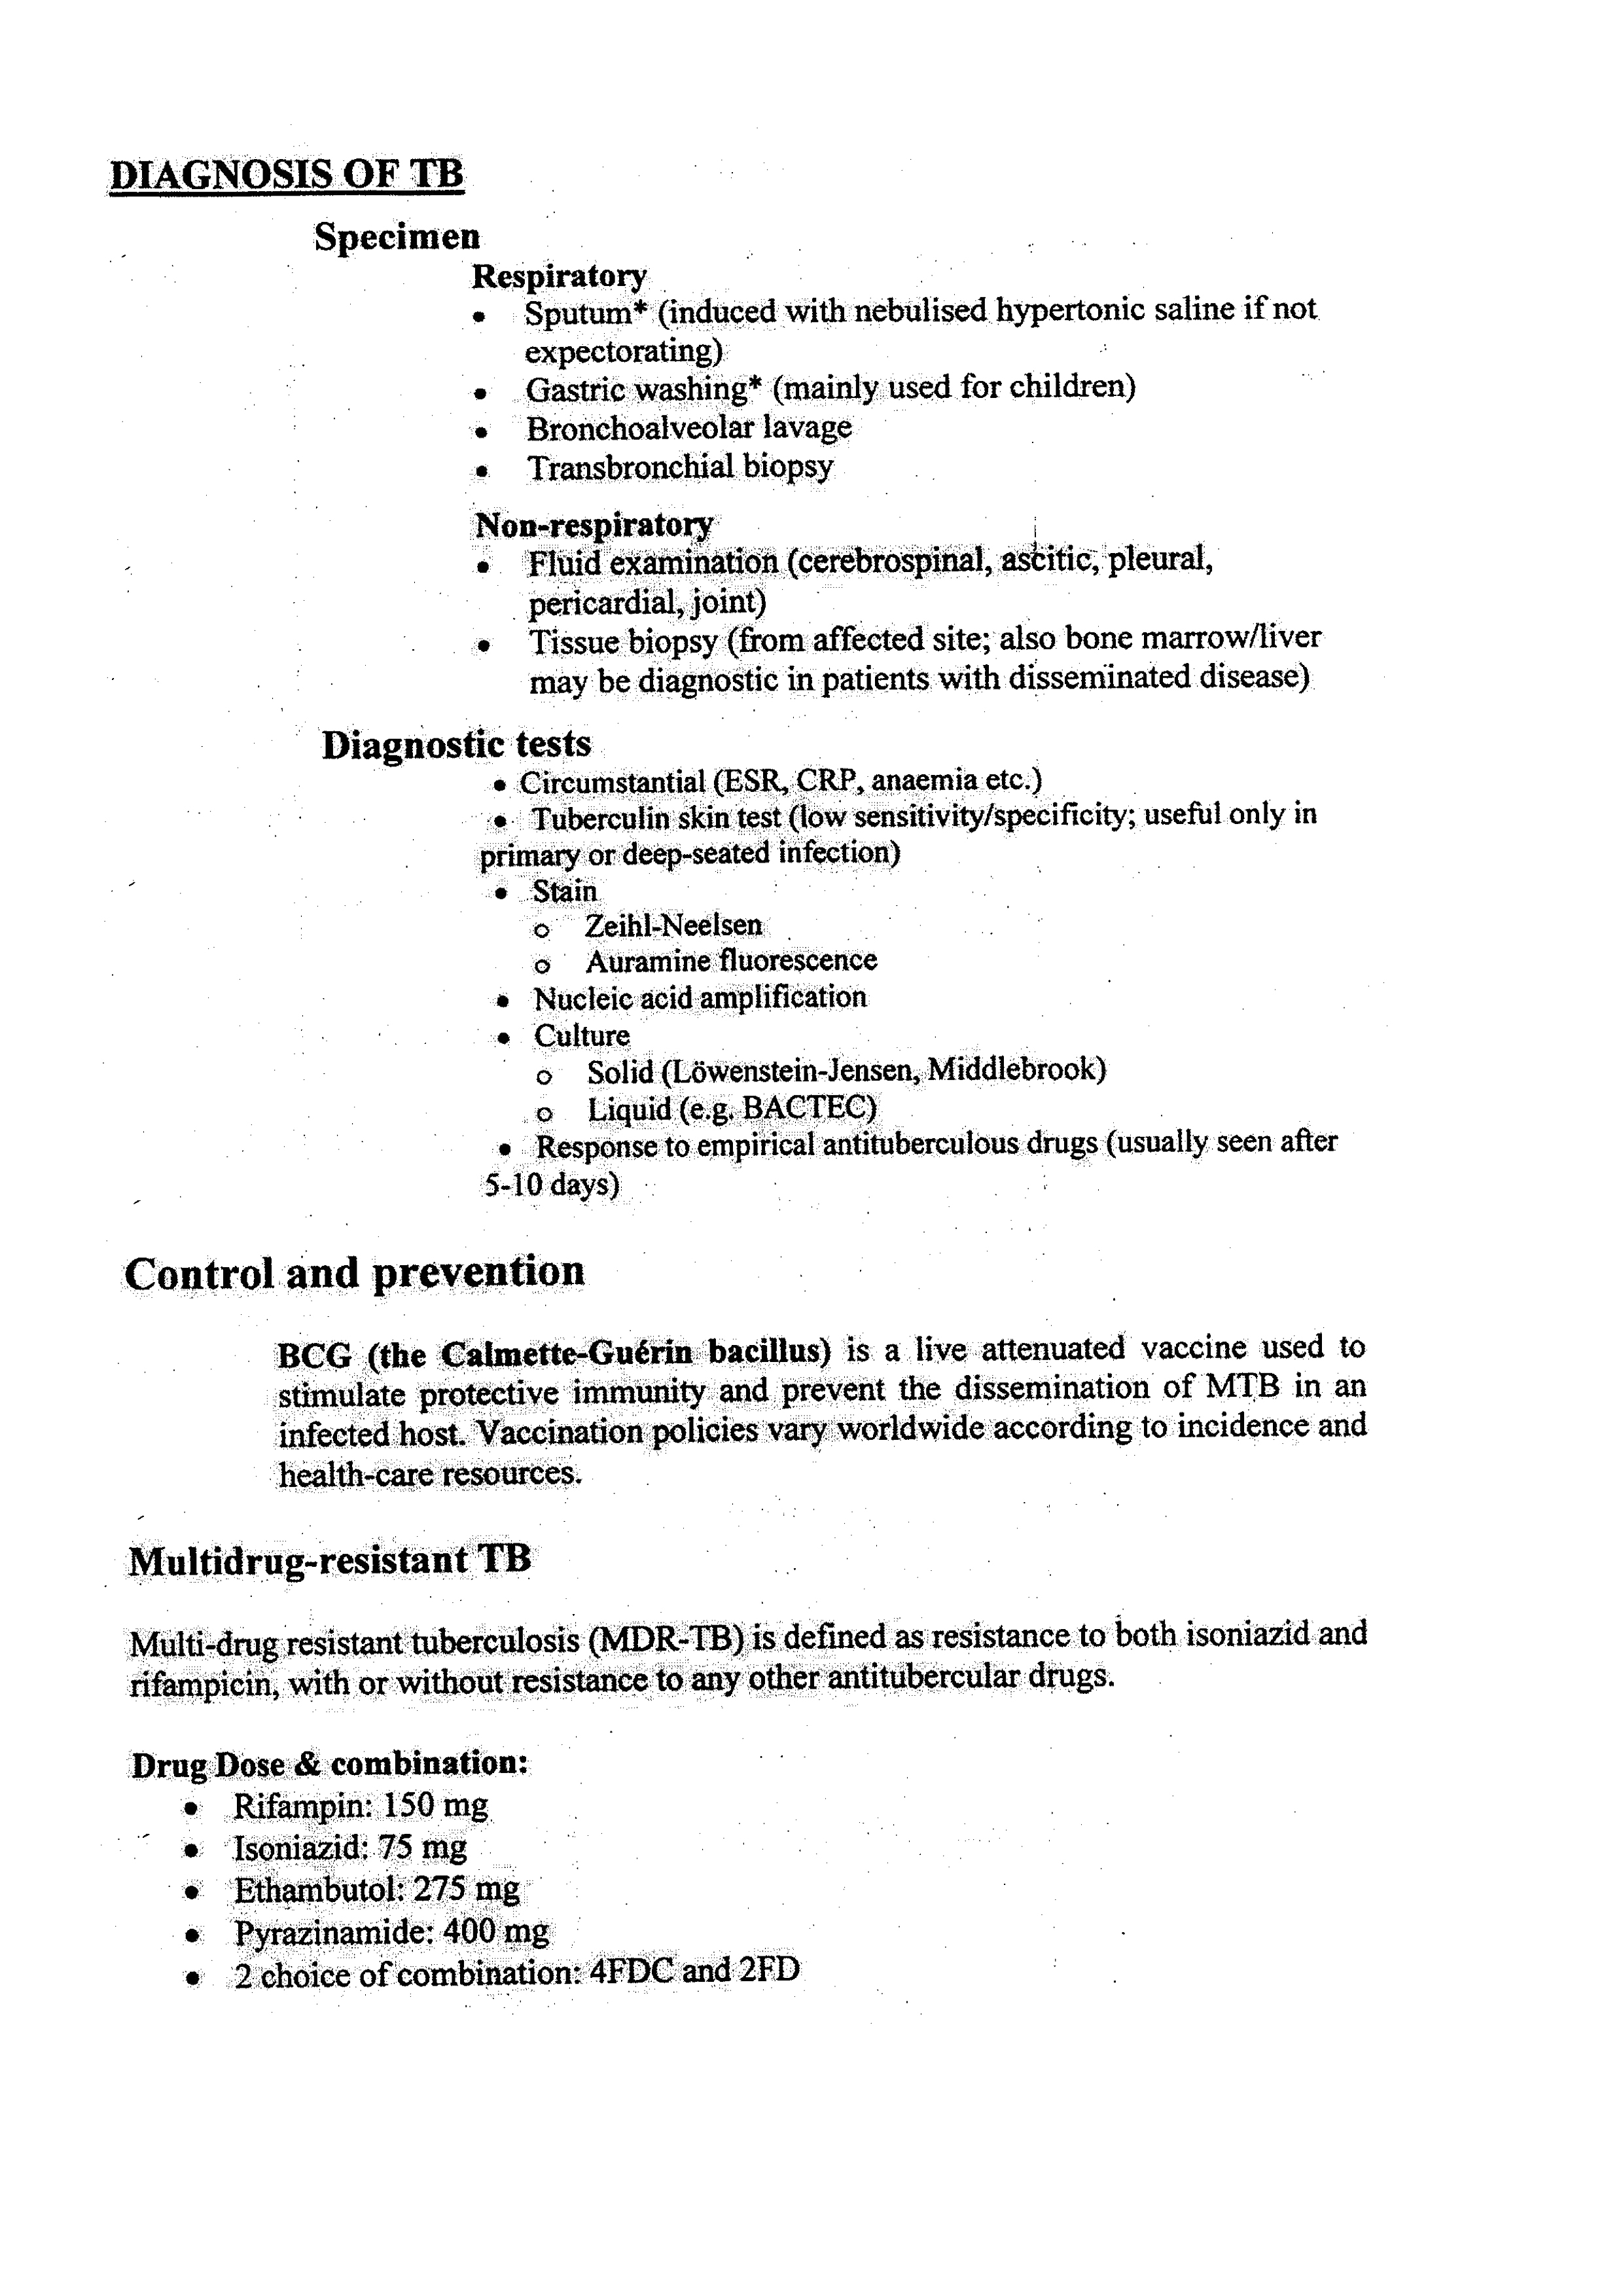 DIAGNOSIS OF TB
Specimen
Respiratory
• Sputum* (induced with nebulised hypertonic saline if not
expectorating)
• Gastric washing* (mainly used for children)
• Bronchoalveolar lavage
• Transbronchial biopsy
Non-respiratory
• Fluid examination (cerebrospinal, ascitic, pleural,
pericardial, joint)
• Tissue biopsy (from affected site; also bone marrow/liver
may be diagnostic in patients with disseminated disease)
Diagnostic tests
• Circumstantial (ESR, CRP, anaemia etc.)
• Tuberculin skin test (low sensitivity/specificity; useful only in
primary or deep-seated infection)
• Stain
o Zeihl-Neelsen
o Auramine fluorescence
• Nucleic acid amplification
• Culture
o Solid (Löwenstein-Jensen, Middlebrook)
o Liquid (e.g. BACTEC)
• Response to empirical antituberculous drugs (usually seen after
5-10 days)
Control and prevention
BCG (the Calmette-Guérin bacillus) is a live attenuated vaccine used to
stimulate protective immunity and prevent the dissemination of MTB in an
infected host. Vaccination policies vary worldwide according to incidence and
health-care resources.
Multidrug-resistant TB
Multi-drug resistant tuberculosis (MDR-TB) is defined as resistance to both isoniazid and
rifampicin, with or without resistance to any other antitubercular drugs.
Drug Dose & combination:
• Rifampin: 150 mg
• Isoniazid: 75 mg
• Ethambutol: 275 mg
• Pyrazinamide: 400 mg
• 2 choice of combination: 4FDC and 2FD